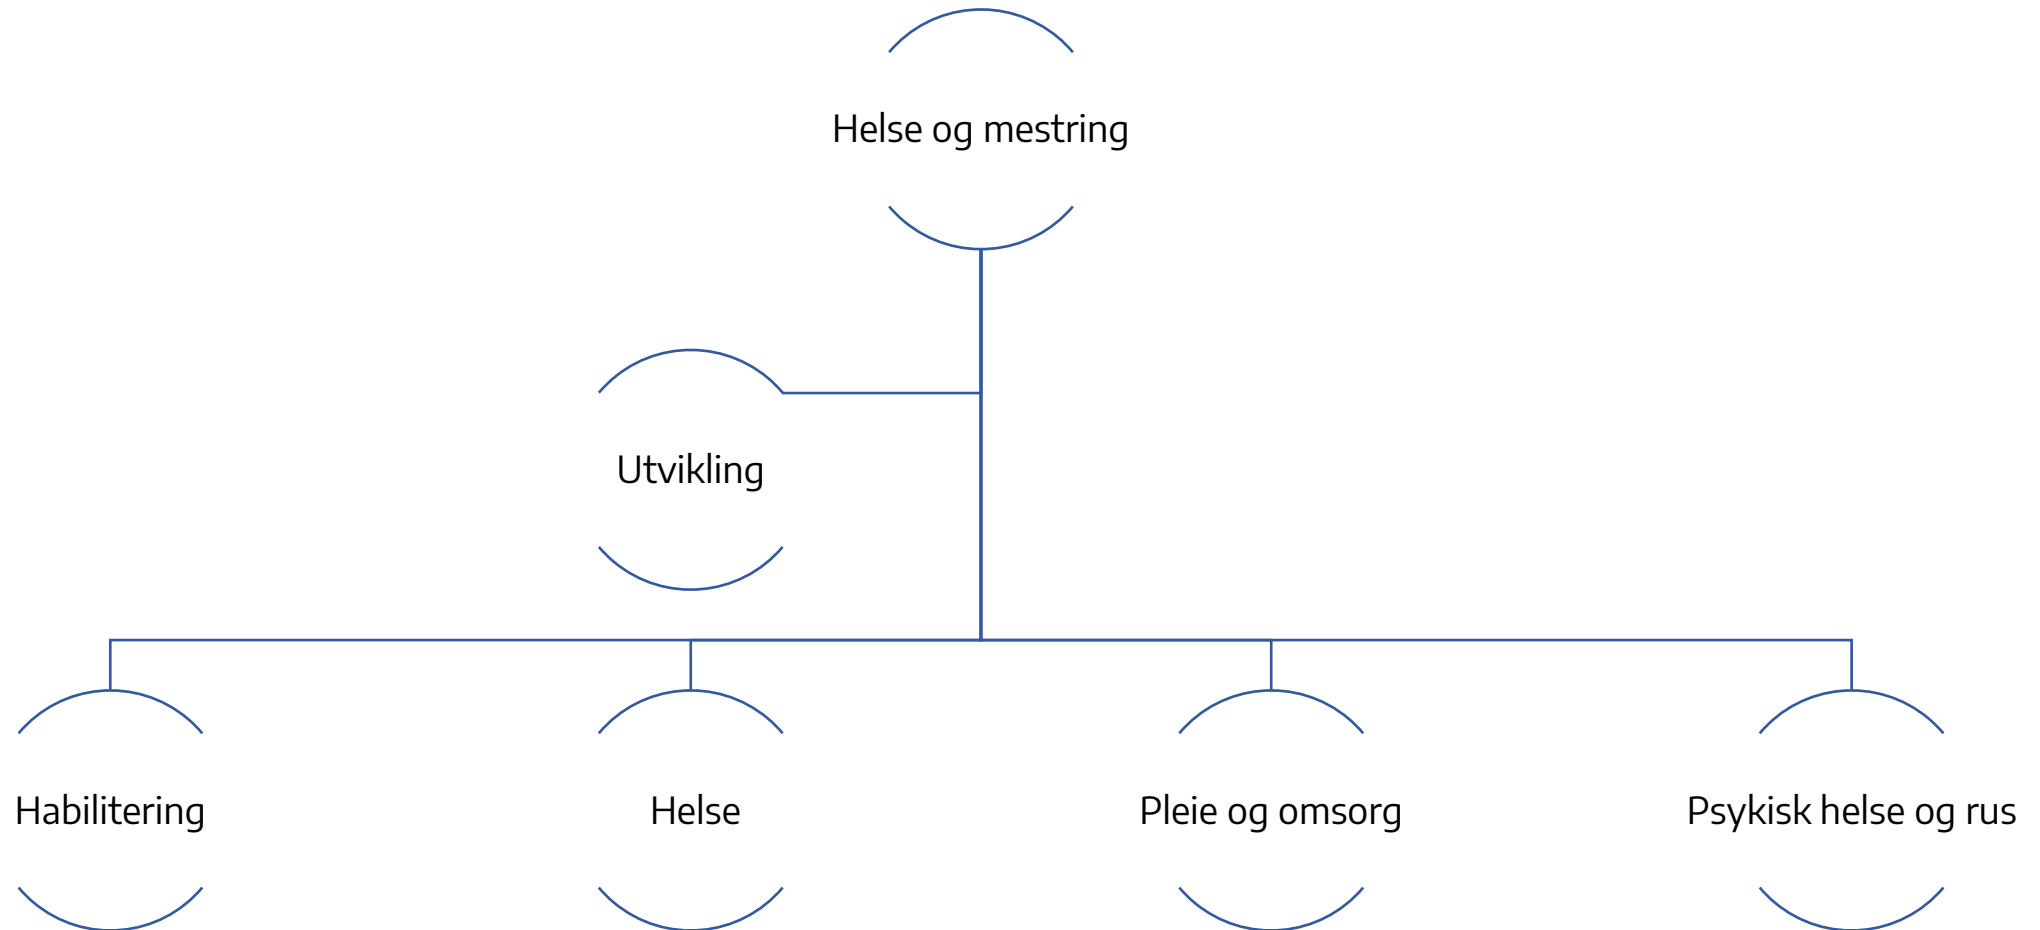 Helse og mestring
Utvikling
Habilitering
Helse
Pleie og omsorg
Psykisk helse og rus